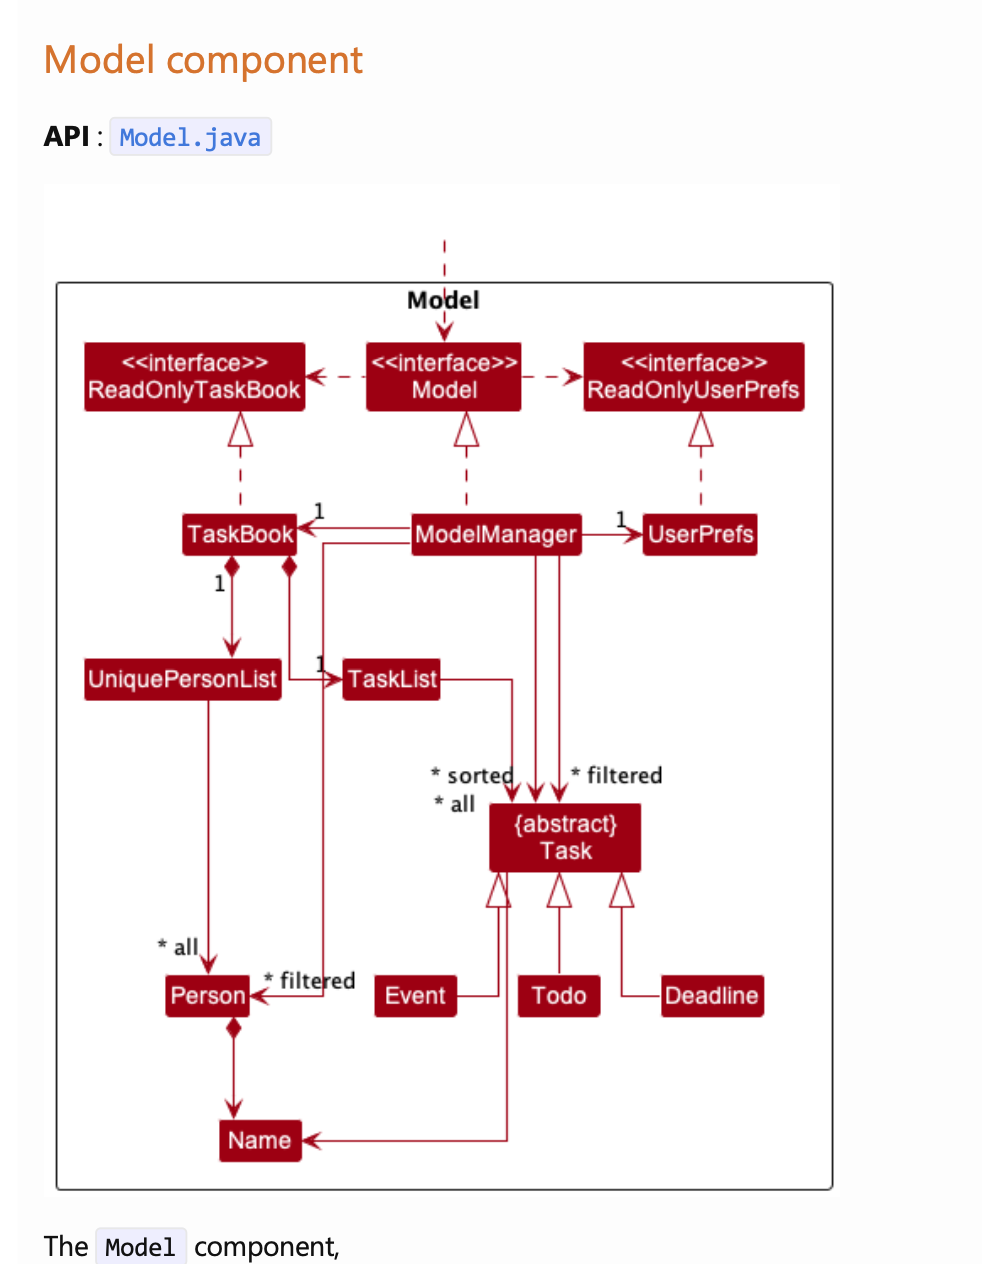 Model component
API : Model.java
Model
<<interface>>
ReadOnlyTaskBook
<<interface>>
Model
<<interface>>
ReadOnlyUserPrefs
TaskBook
1
ModelManager
1
UserPrefs
1
UniquePersonList
1
TaskList
* sorted
* filtered
* all
{abstract}
Task
* all
* filtered
Person
Event
Todo
Deadline
Name
The Model component,